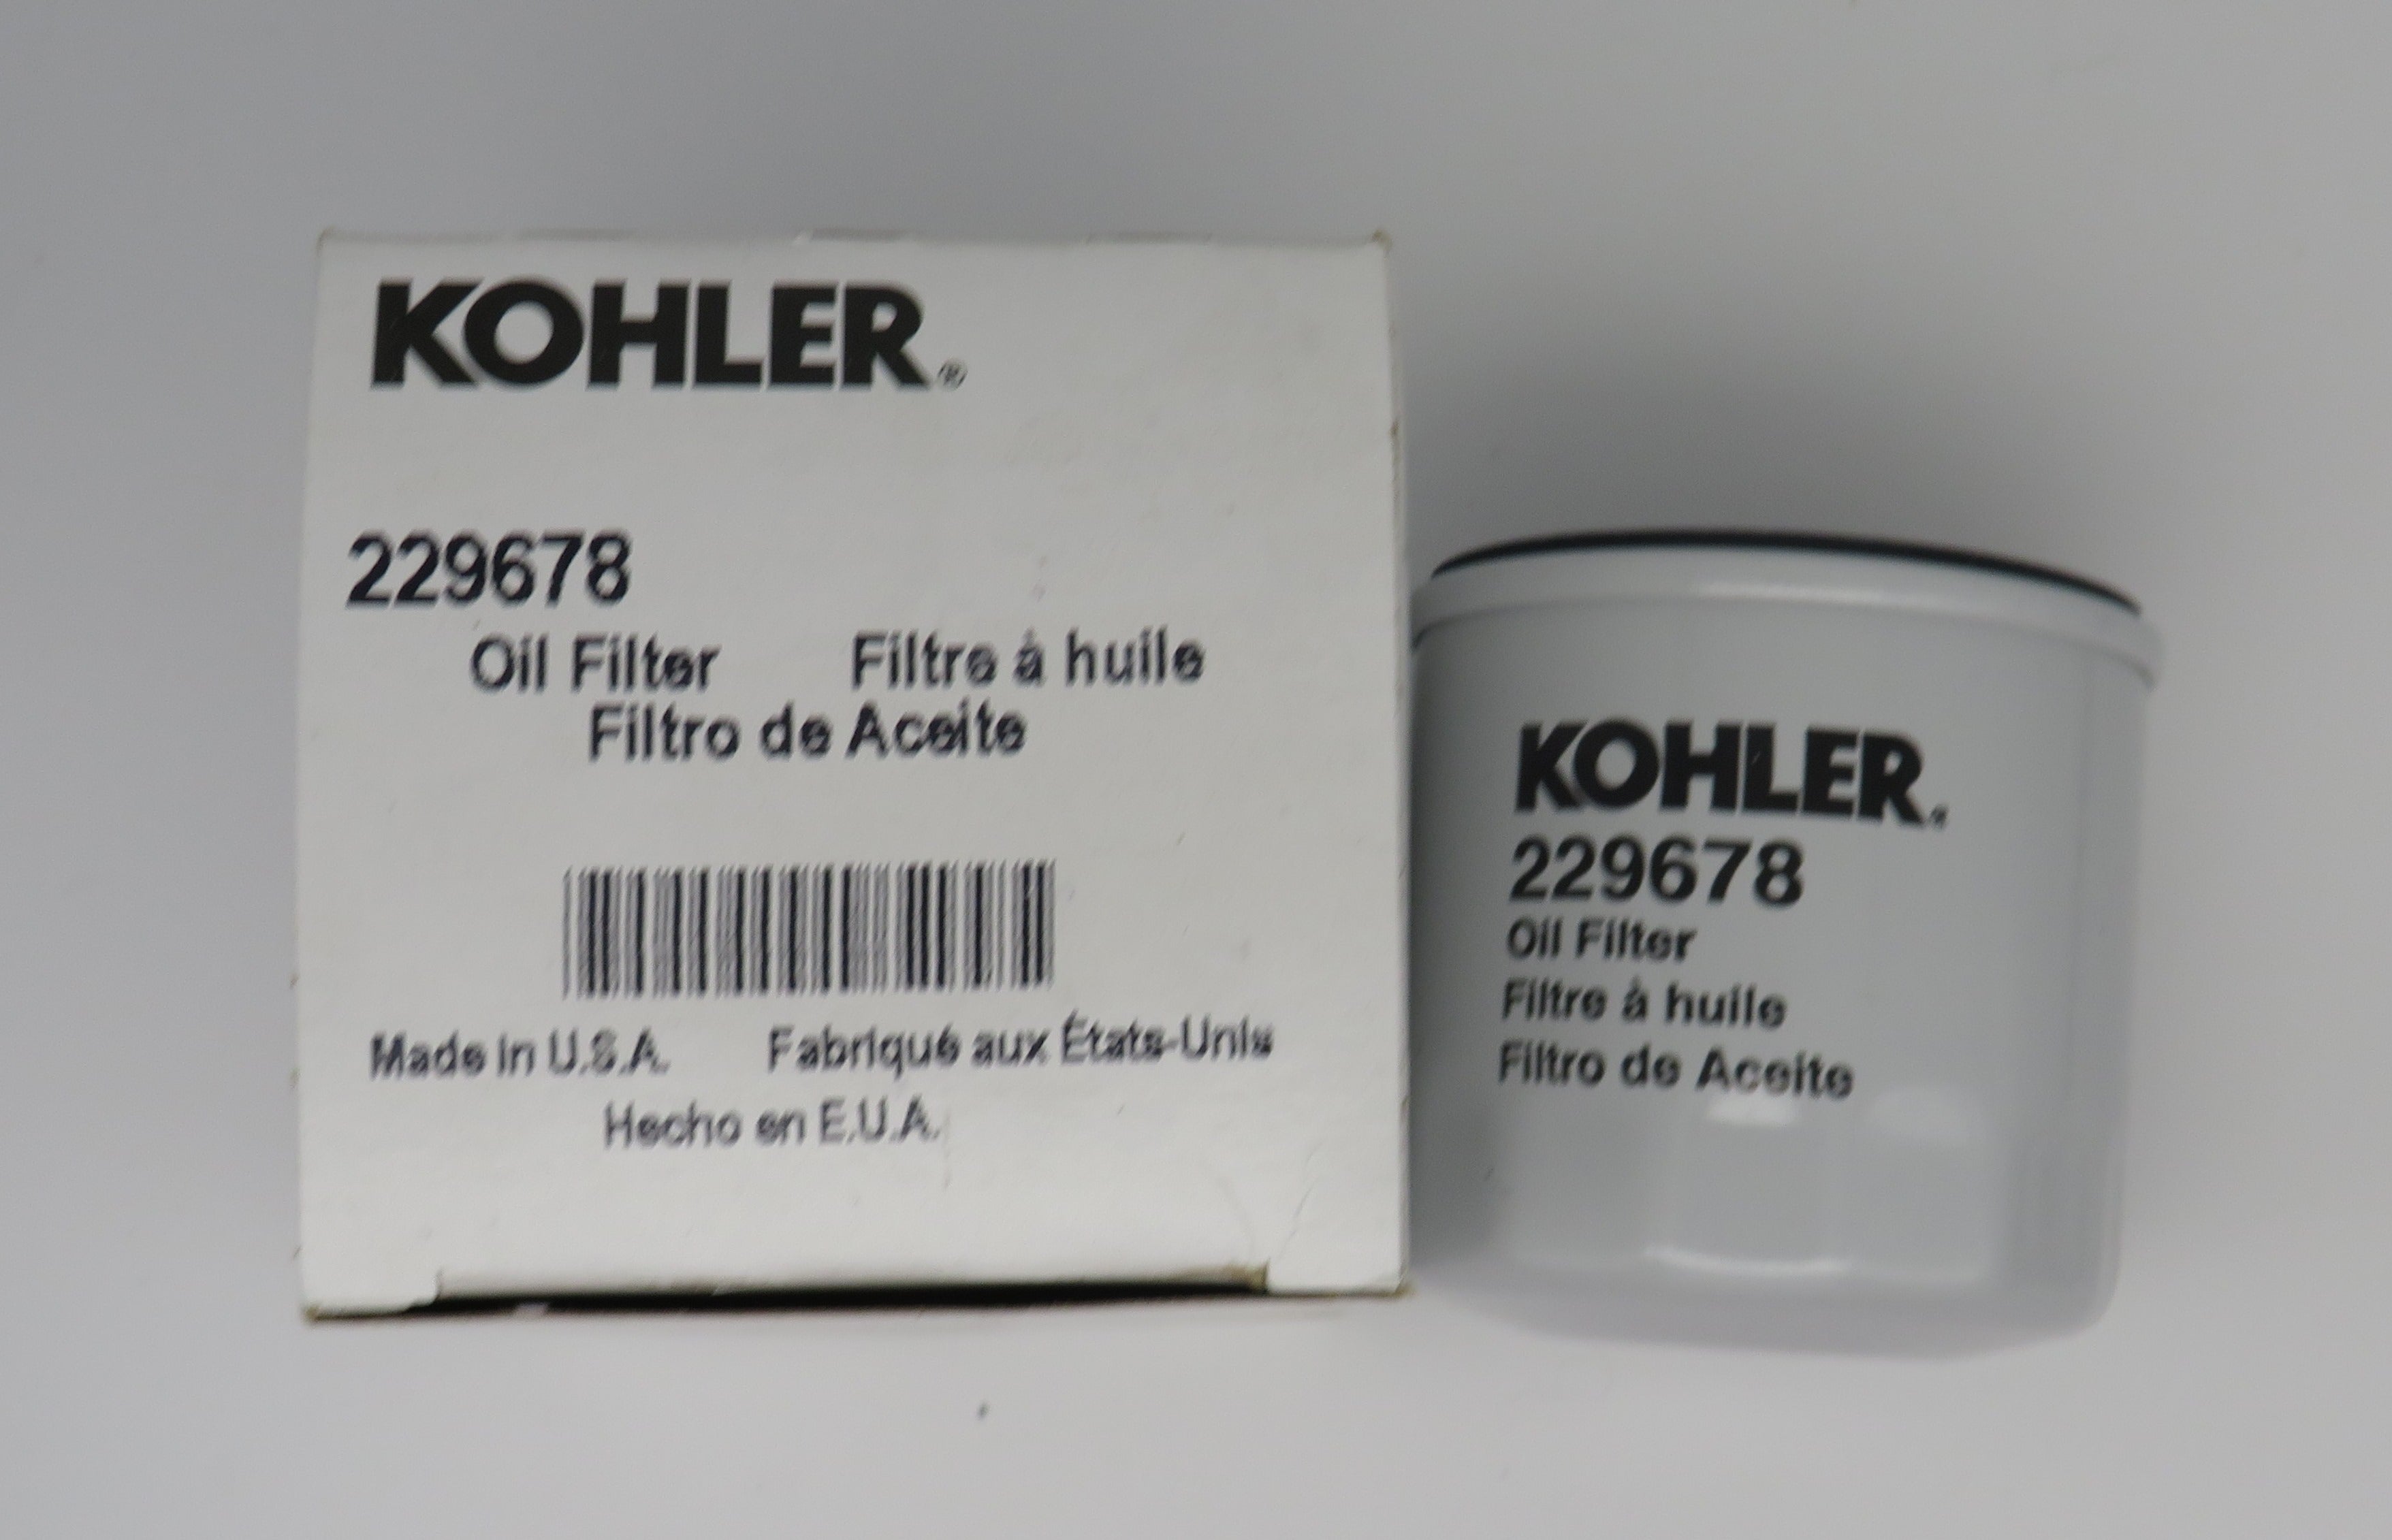 KOHLER®
229678
Oil Filter Filtre à huile
Filtro de Aceite
Made in U.S.A. Fabriqué aux États-Unis
Hecho en E.U.A.
KOHLER®
229678
Oil Filter
Filtre à huile
Filtro de Aceite